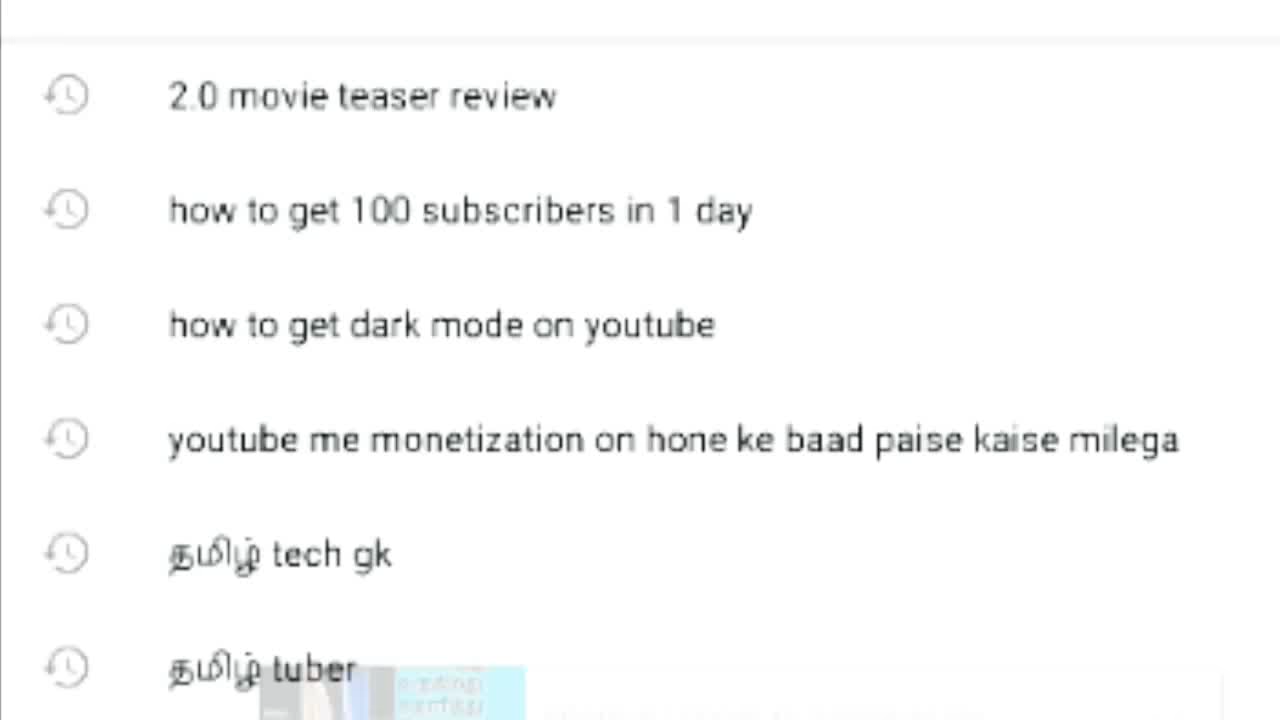 2.0 movie teaser review
how to get 100 subscribers in 1 day
how to get dark mode on youtube
youtube me monetization on hone ke baad paise kaise milega
தமிழ் tech gk
தமிழ் tuber